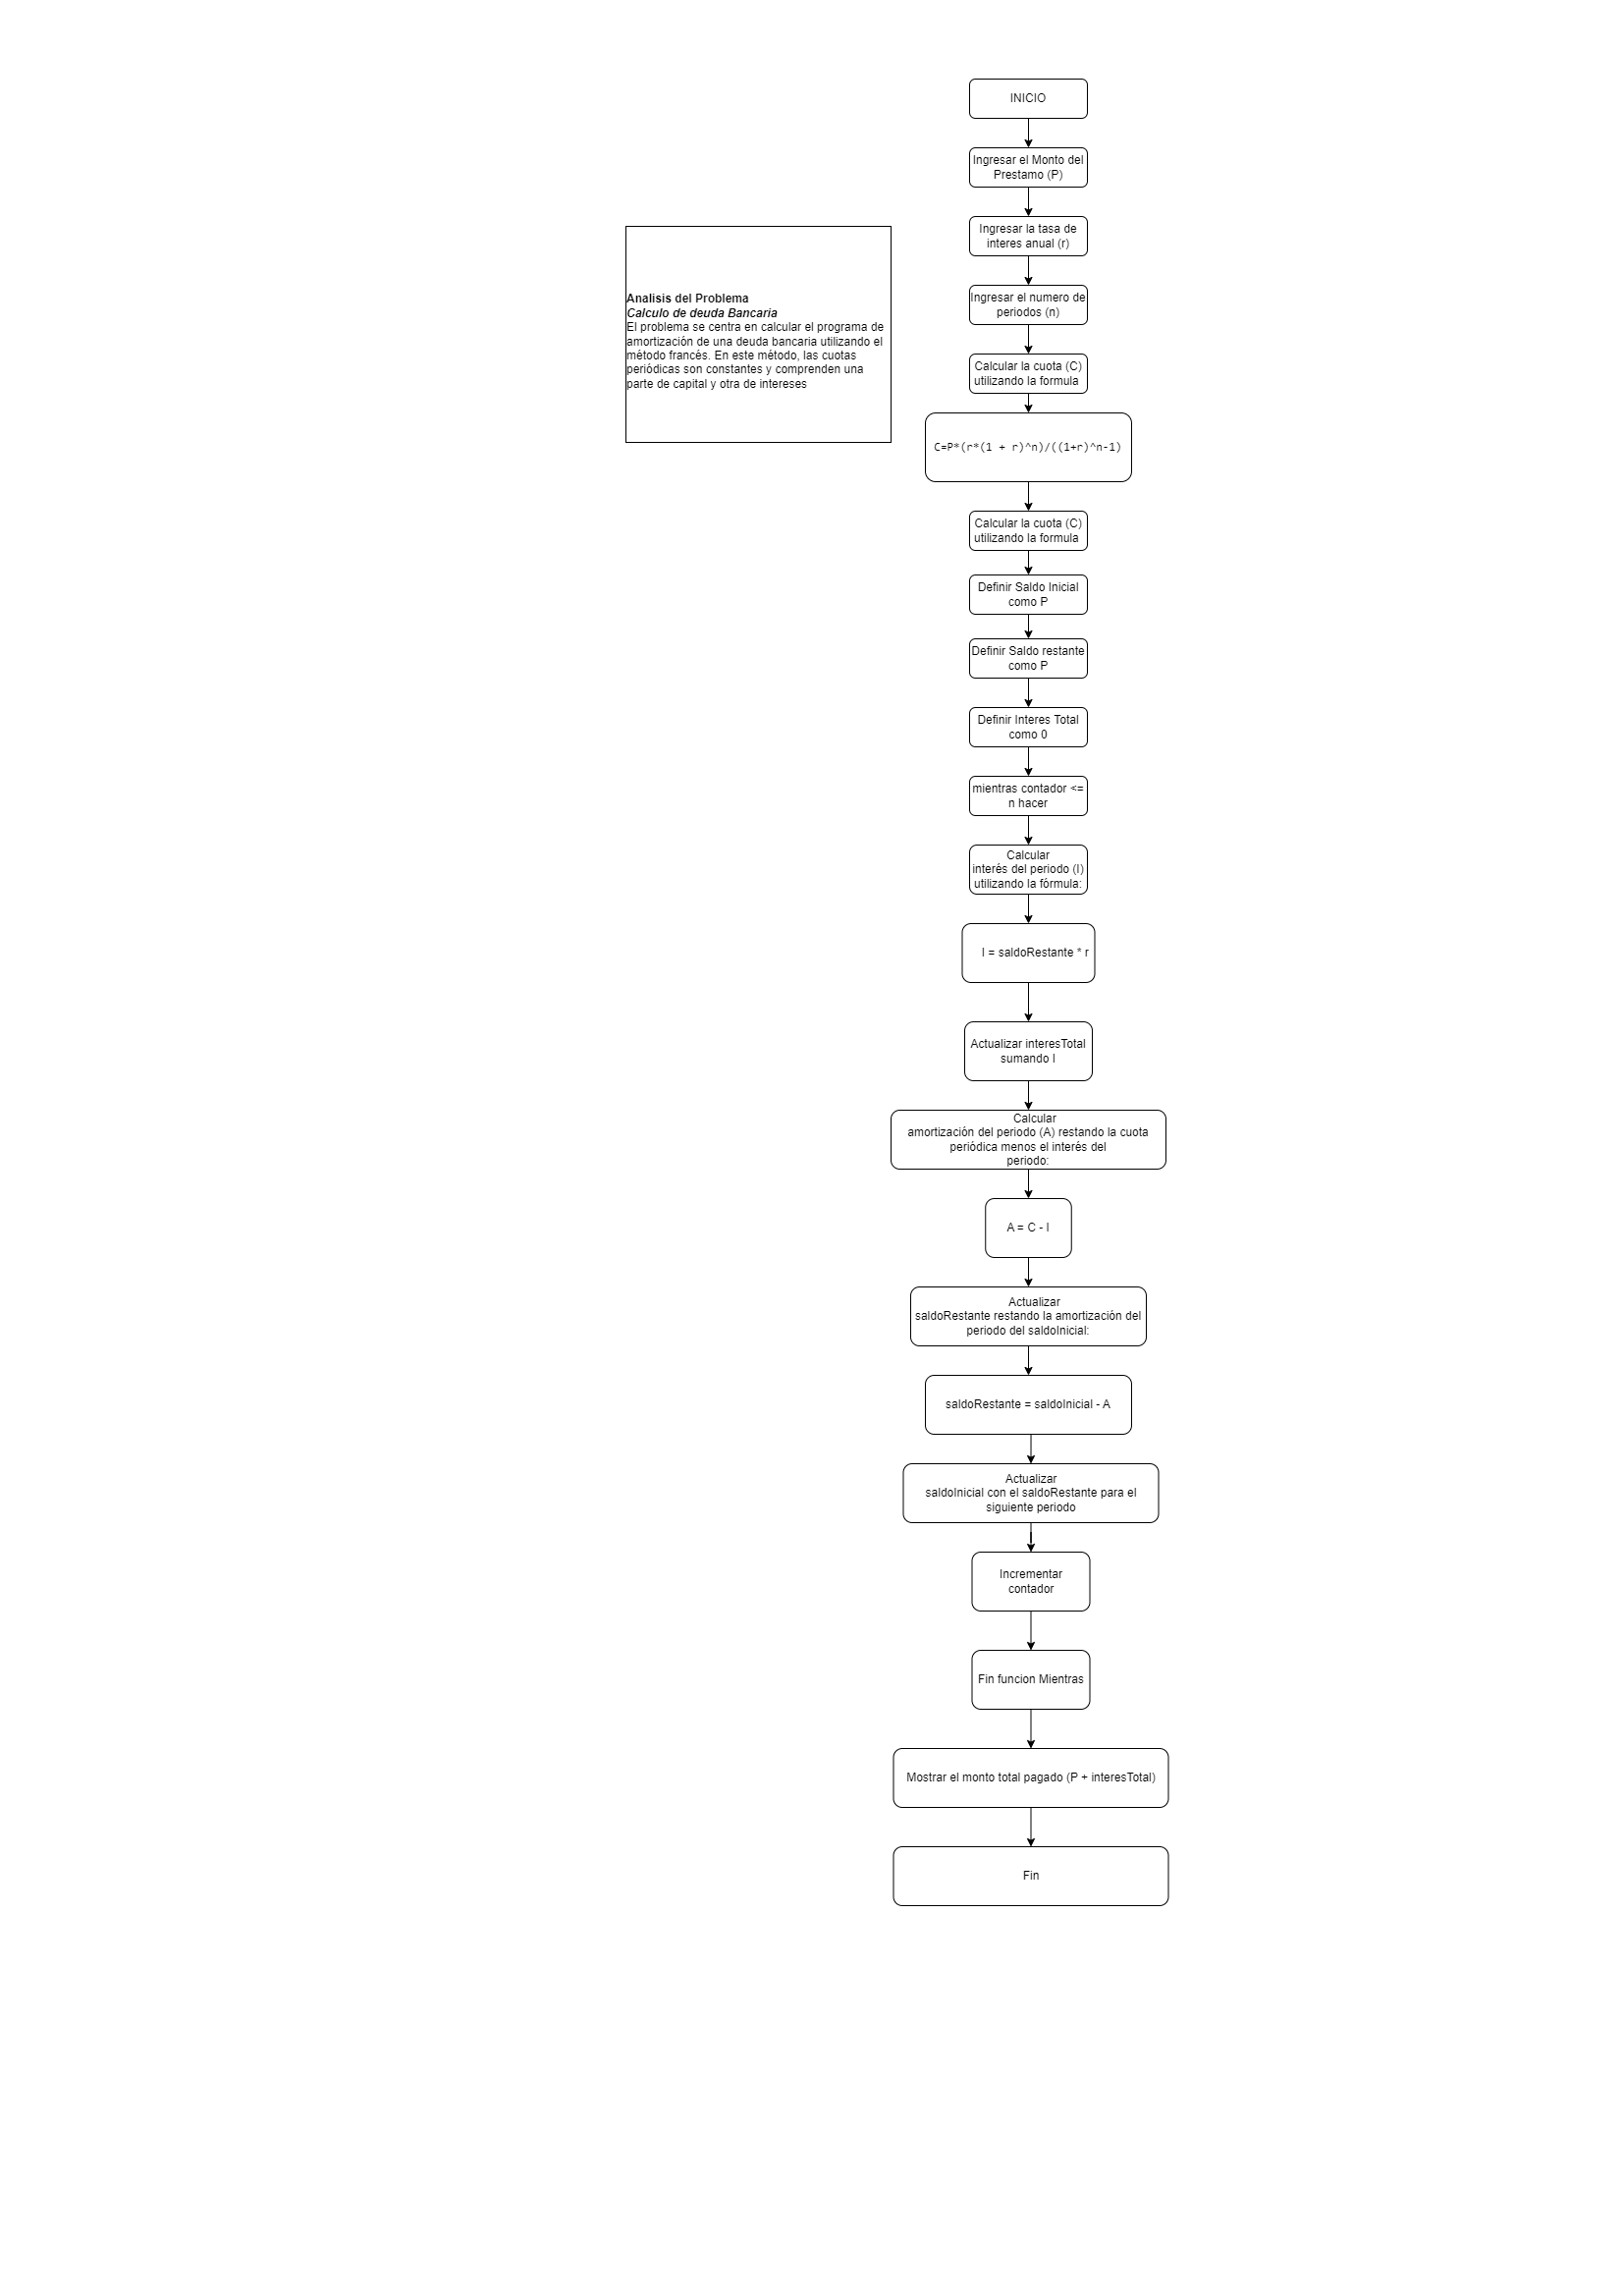 INICIO
Ingresar el Monto del
Prestamo (P)
Ingresar la tasa de
interes anual (r)
Analisis del Problema
Calculo de deuda Bancaria
El problema se centra en calcular el programa de
amortización de una deuda bancaria utilizando el
método francés. En este método, las cuotas
periódicas son constantes y comprenden una
parte de capital y otra de intereses
Ingresar el numero de
periodos (n)
Calcular la cuota (C)
utilizando la formula
C=P*(r*(1 + r)^n)/((1+r)^n-1)
Calcular la cuota (C)
utilizando la formula
Definir Saldo Inicial
como P
Definir Saldo restante
como P
Definir Interes Total
como 0
mientras contador <=
n hacer
Calcular
interés del periodo (I)
utilizando la fórmula:
I = saldoRestante * r
Actualizar interesTotal
sumando I
Calcular
amortización del periodo (A) restando la cuota
periódica menos el interés del
periodo:
A = C - I
Actualizar
saldoRestante restando la amortización del
periodo del saldoInicial:
saldoRestante = saldoInicial - A
Actualizar
saldoInicial con el saldoRestante para el
siguiente periodo
Incrementar
contador
Fin funcion Mientras
Mostrar el monto total pagado (P + interesTotal)
Fin